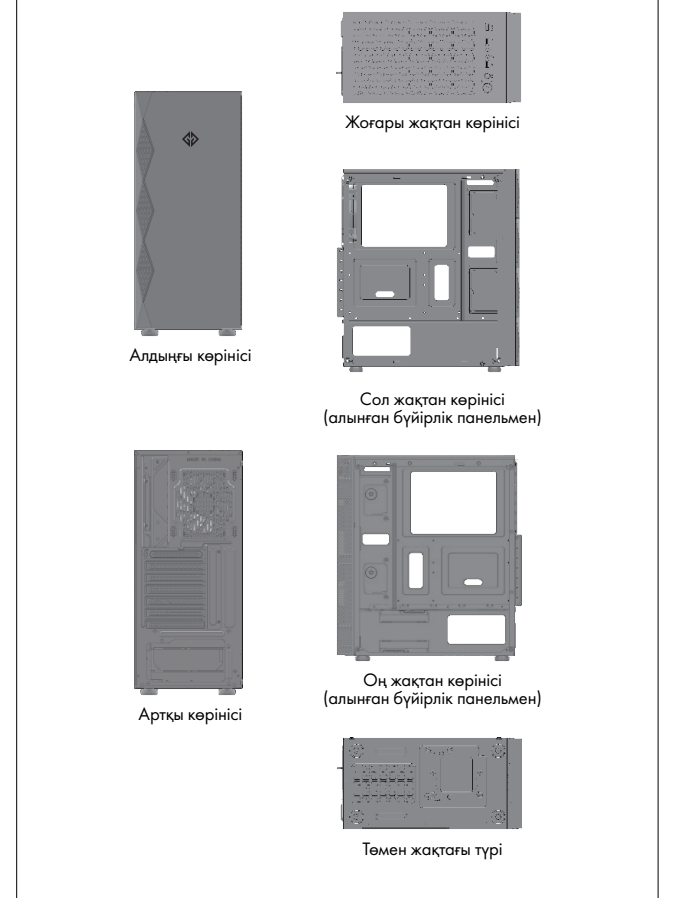 Жоғары жақтан көрінісі
Алдыңғы көрінісі
Сол жақтан көрінісі
(алынған бүйірлік панельмен)
Артқы көрінісі
Оң жақтан көрінісі
(алынған бүйірлік панельмен)
Төмен жақтағы түрі